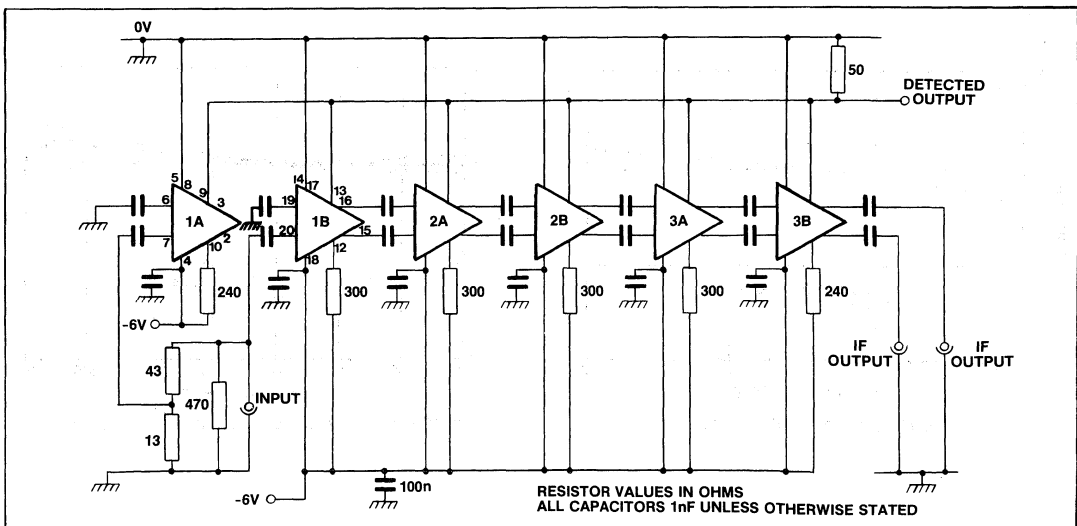 0V
50
DETECTED
OUTPUT
5
8
9
3
6
1A
7
2
10
4
240
-6V
14
17
13
19
16
1B
20
15
12
18
300
2A
300
2B
300
3A
300
3B
240
43
470
INPUT
13
-6V
100n
IF
OUTPUT
IF
OUTPUT
RESISTOR VALUES IN OHMS
ALL CAPACITORS 1nF UNLESS OTHERWISE STATED